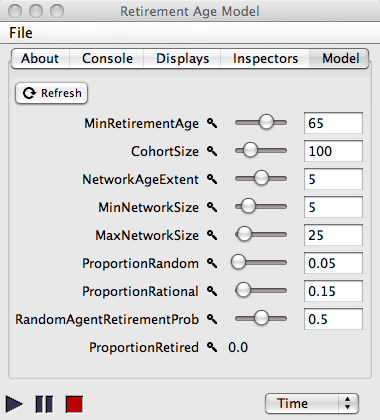 Retirement Age Model
File
About Console Displays Inspectors Model
Refresh
MinRetirementAge 65
CohortSize 100
NetworkAgeExtent 5
MinNetworkSize 5
MaxNetworkSize 25
ProportionRandom 0.05
ProportionRational 0.15
RandomAgentRetirementProb 0.5
ProportionRetired 0.0
Time